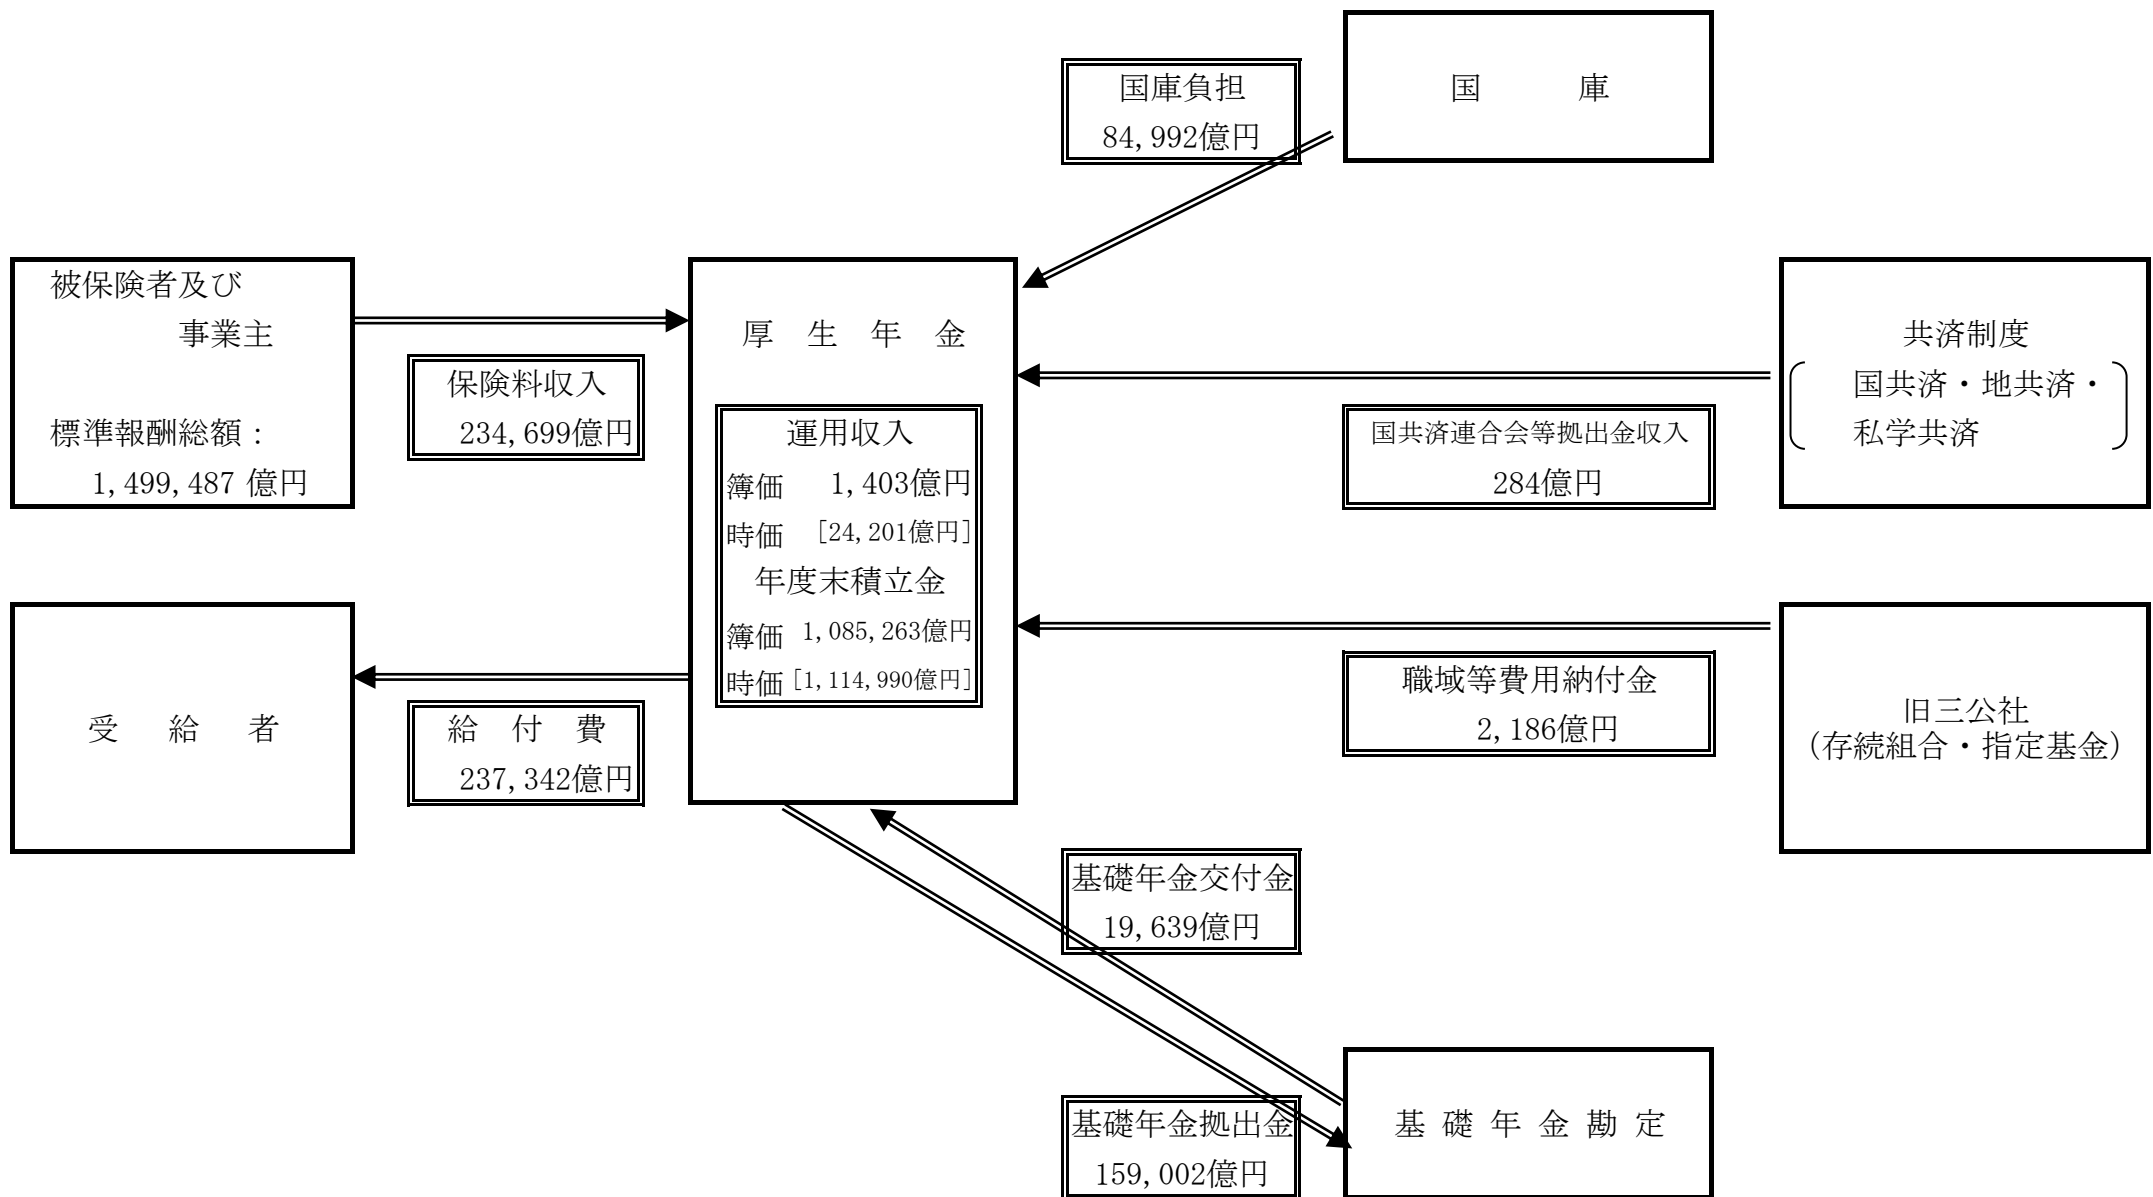 国　　　庫
国庫負担
84,992億円
被保険者及び
事業主
標準報酬総額：
1,499,487 億円
保険料収入
234,699億円
厚　生　年　金
運用収入
簿価　1,403億円
時価　[24,201億円]
年度末積立金
簿価　1,085,263億円
時価[1,114,990億円]
共済制度
国共済・地共済・
私学共済
国共済連合会等拠出金収入
284億円
受　給　者
給　付　費
237,342億円
職域等費用納付金
2,186億円
旧三公社
(存続組合・指定基金)
基礎年金交付金
19,639億円
基礎年金拠出金
159,002億円
基 礎 年 金 勘 定